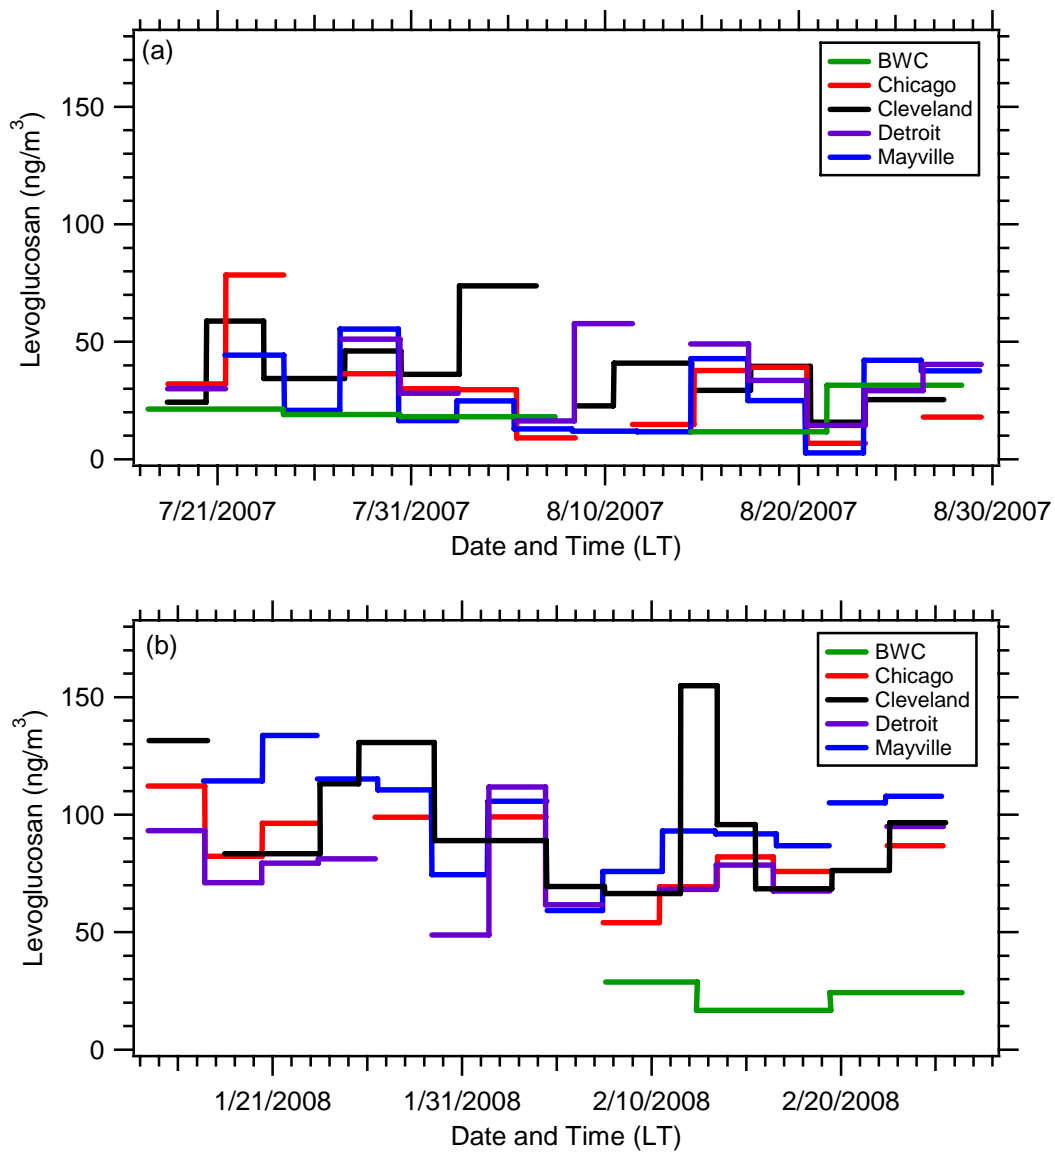 (a)
BWC
Chicago
Cleveland
Detroit
Mayville
Levoglucosan (ng/m³)
150
100
50
0
7/21/2007 7/31/2007 8/10/2007 8/20/2007 8/30/2007
Date and Time (LT)
(b)
BWC
Chicago
Cleveland
Detroit
Mayville
Levoglucosan (ng/m³)
150
100
50
0
1/21/2008 1/31/2008 2/10/2008 2/20/2008
Date and Time (LT)